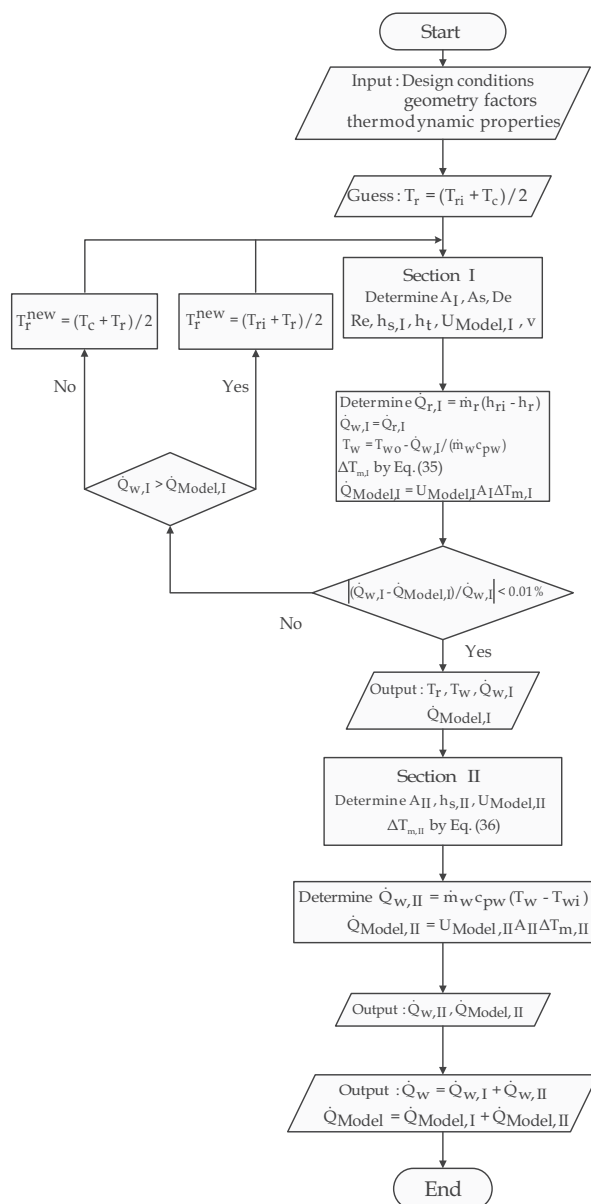 Start
Input : Design conditions
geometry factors
thermodynamic properties
Guess : T_r = (T_ri + T_c) / 2
Section I
Determine A_I , As, De
Re, h_s,I , h_t , U_Model,I , v
T_r^new = (T_c + T_r) / 2
T_r^new = (T_ri + T_r) / 2
No
Yes
Determine Q̇_r,I = ṁ_r (h_ri - h_r)
Q̇_w,I = Q̇_r,I
T_w = T_wo - Q̇_w,I / (ṁ_w c_pw)
ΔT_m,I by Eq. (35)
Q̇_Model,I = U_Model,I A_I ΔT_m,I
Q̇_w,I > Q̇_Model,I
|(Q̇_w,I - Q̇_Model,I) / Q̇_w,I| < 0.01%
No
Yes
Output : T_r , T_w , Q̇_w,I
Q̇_Model,I
Section II
Determine A_II , h_s,II , U_Model,II
ΔT_m,II by Eq. (36)
Determine Q̇_w,II = ṁ_w c_pw (T_w - T_wi)
Q̇_Model,II = U_Model,II A_II ΔT_m,II
Output : Q̇_w,II , Q̇_Model,II
Output : Q̇_w = Q̇_w,I + Q̇_w,II
Q̇_Model = Q̇_Model,I + Q̇_Model,II
End